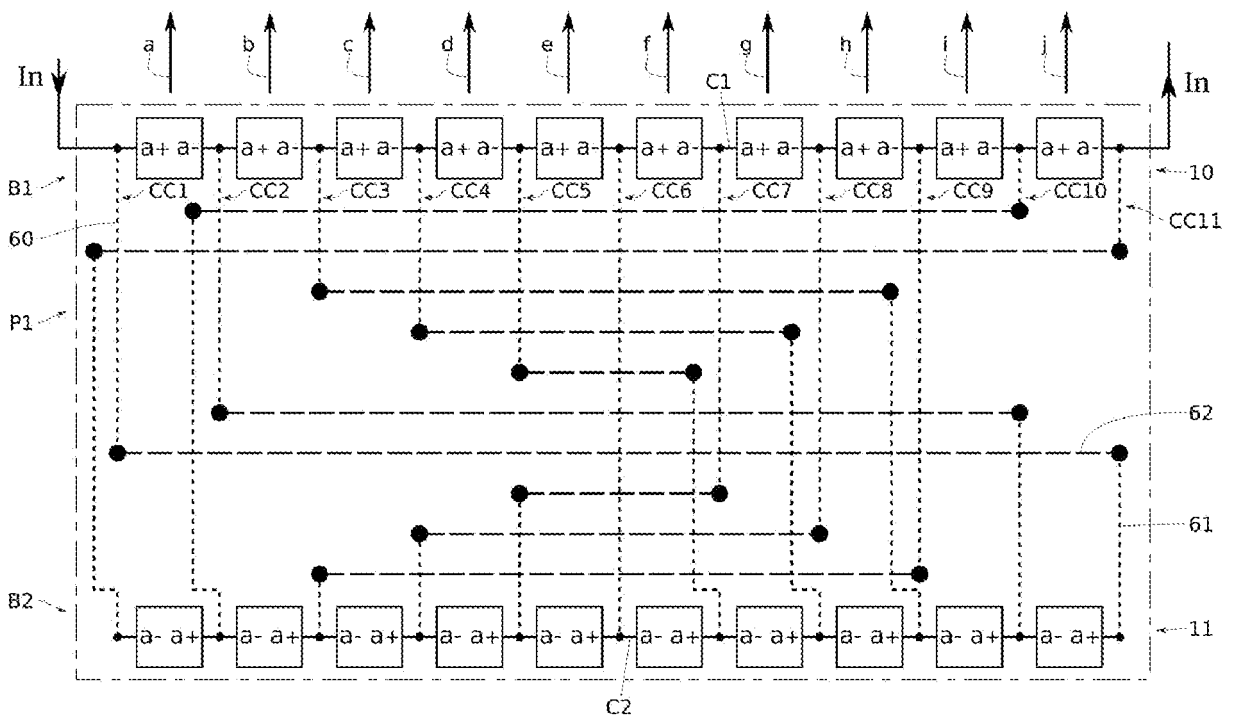 a b c d e f g h i j
In C1 In
a+ a- a+ a- a+ a- a+ a- a+ a- a+ a- a+ a- a+ a- a+ a- a+ a-
B1 CC1 CC2 CC3 CC4 CC5 CC6 CC7 CC8 CC9 CC10 10
60 CC11
P1
62
61
B2 11
a- a+ a- a+ a- a+ a- a+ a- a+ a- a+ a- a+ a- a+ a- a+ a- a+
C2